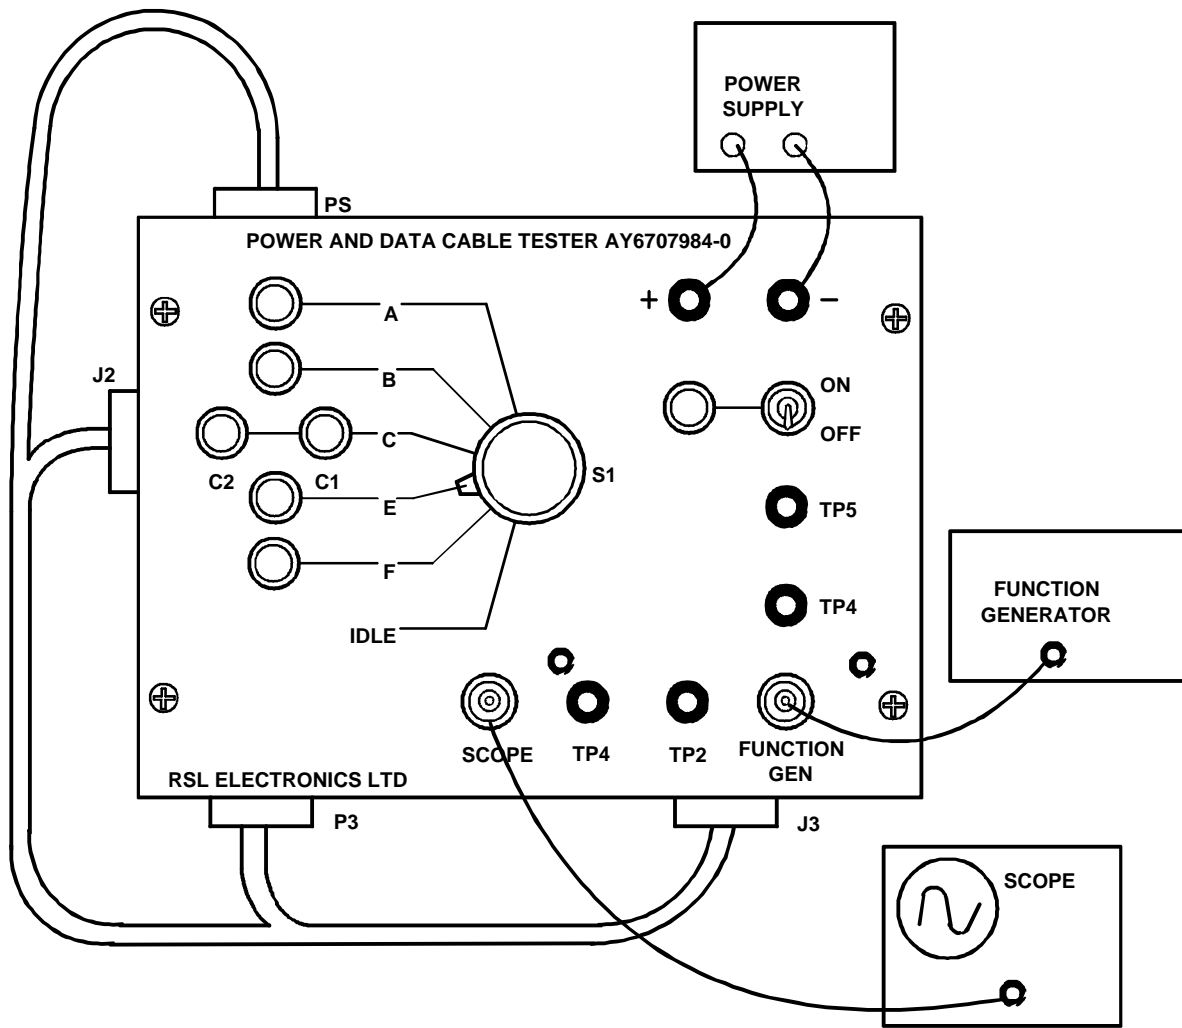 POWER
SUPPLY
PS
POWER AND DATA CABLE TESTER AY6707984-0
+
−
A
J2
B
ON
C
OFF
C2
C1
S1
E
TP5
F
FUNCTION
GENERATOR
TP4
IDLE
SCOPE
TP4
TP2
FUNCTION
GEN
RSL ELECTRONICS LTD
P3
J3
SCOPE